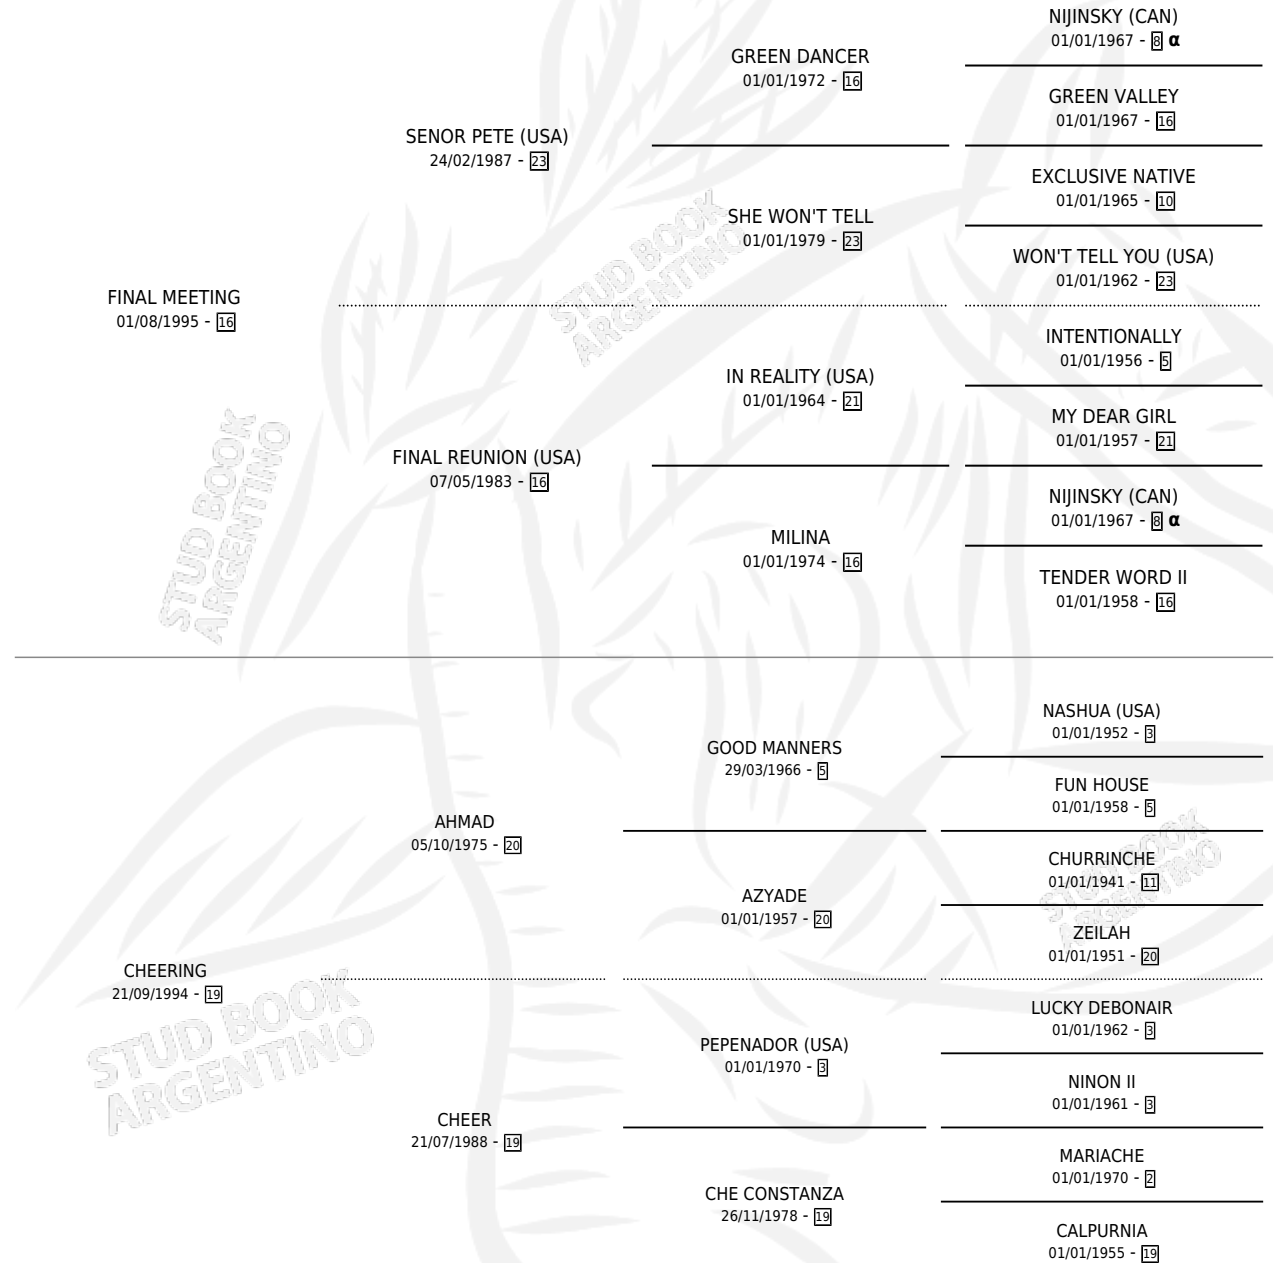 NIJINSKY (CAN)
01/01/1967 - 8 α
GREEN DANCER
01/01/1972 - 16
GREEN VALLEY
01/01/1967 - 16
SENOR PETE (USA)
24/02/1987 - 23
EXCLUSIVE NATIVE
01/01/1965 - 10
SHE WON'T TELL
01/01/1979 - 23
WON'T TELL YOU (USA)
01/01/1962 - 23
FINAL MEETING
01/08/1995 - 16
INTENTIONALLY
01/01/1956 - 5
IN REALITY (USA)
01/01/1964 - 21
MY DEAR GIRL
01/01/1957 - 21
FINAL REUNION (USA)
07/05/1983 - 16
NIJINSKY (CAN)
01/01/1967 - 8 α
MILINA
01/01/1974 - 16
TENDER WORD II
01/01/1958 - 16
NASHUA (USA)
01/01/1952 - 3
GOOD MANNERS
29/03/1966 - 5
FUN HOUSE
01/01/1958 - 5
AHMAD
05/10/1975 - 20
CHURRINCHE
01/01/1941 - 11
AZYADE
01/01/1957 - 20
ZEILAH
01/01/1951 - 20
CHEERING
21/09/1994 - 19
LUCKY DEBONAIR
01/01/1962 - 3
PEPENADOR (USA)
01/01/1970 - 3
NINON II
01/01/1961 - 3
CHEER
21/07/1988 - 19
MARIACHE
01/01/1970 - 2
CHE CONSTANZA
26/11/1978 - 19
CALPURNIA
01/01/1955 - 19
STUD BOOK
ARGENTINO
STUD BOOK
ARGENTINO
STUD BOOK
ARGENTINO
STUD BOOK
ARGENTINO